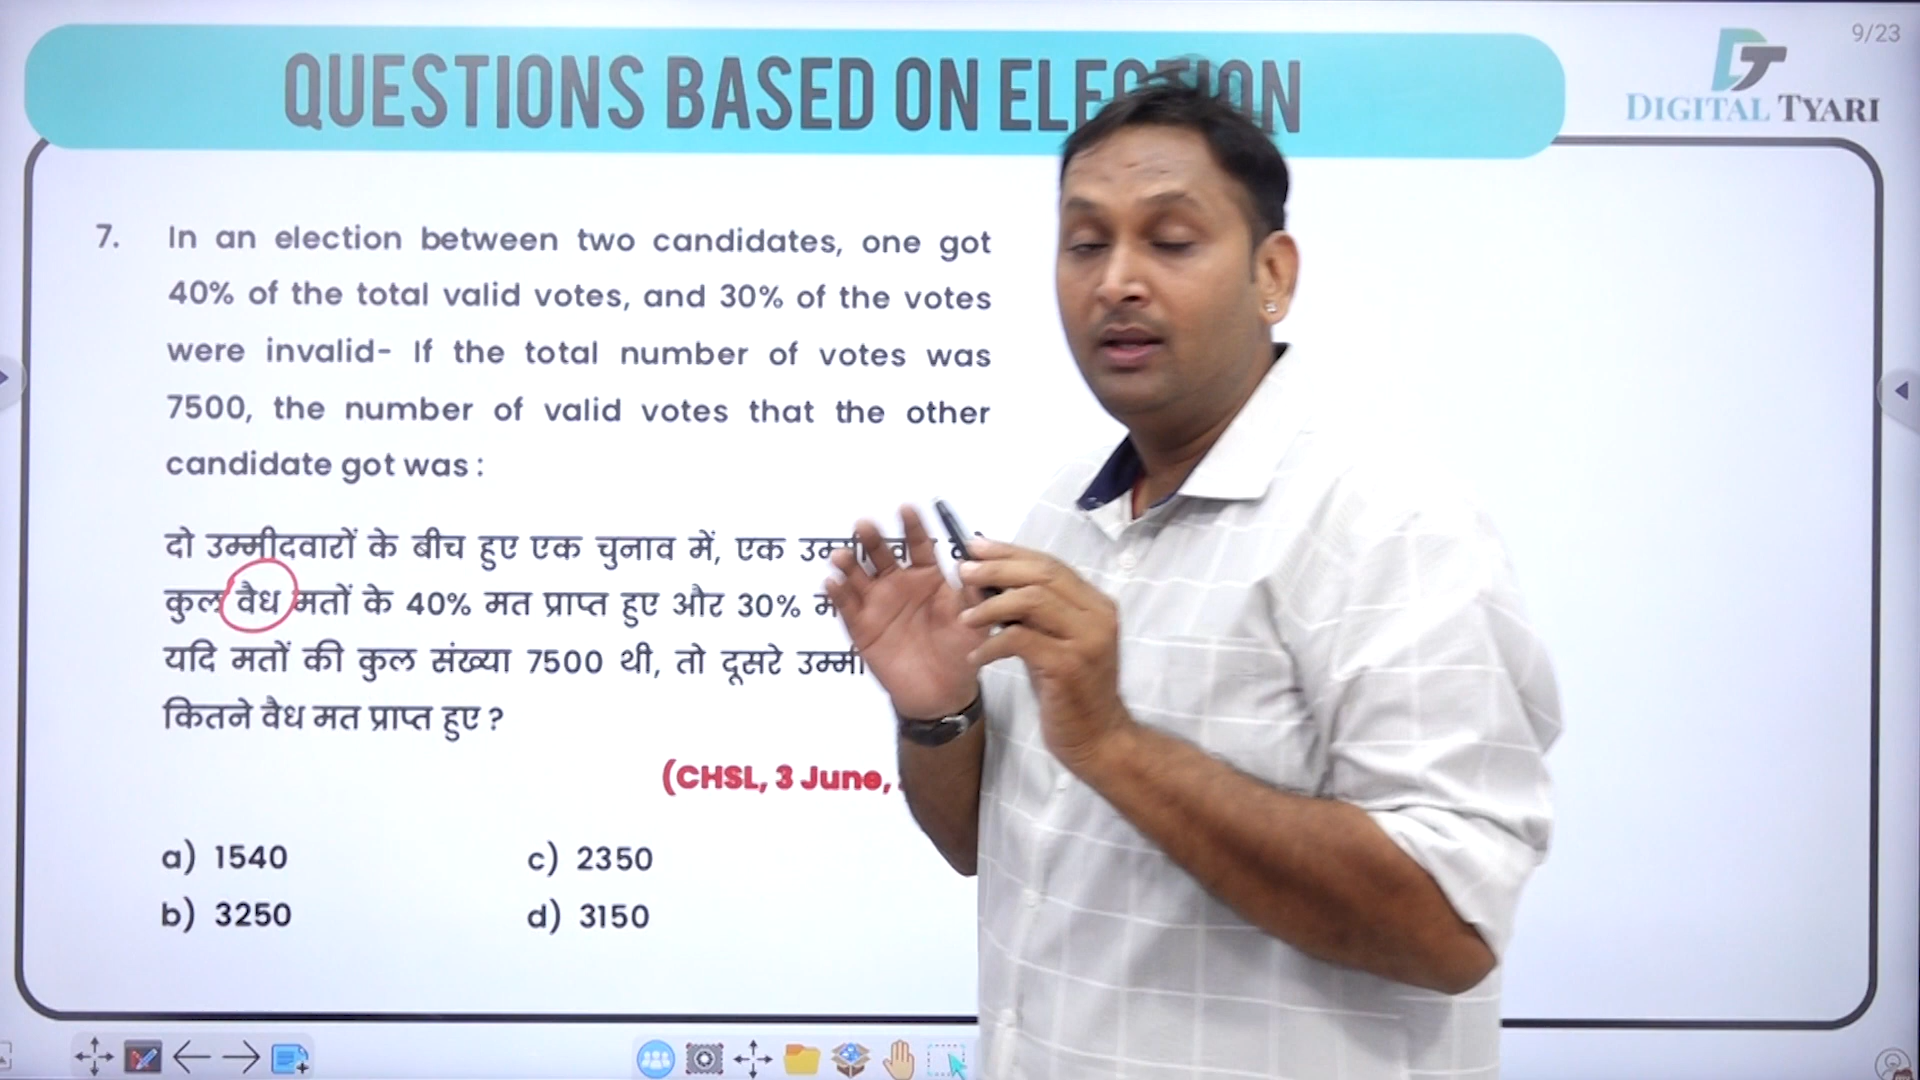 9/23
QUESTIONS BASED ON ELECTION
DIGITAL TYARI
7. In an election between two candidates, one got
40% of the total valid votes, and 30% of the votes
were invalid- If the total number of votes was
7500, the number of valid votes that the other
candidate got was :
दो उम्मीदवारों के बीच हुए एक चुनाव में, एक
कुल वैध मतों के 40% मत प्राप्त हुए और 30%
यदि मतों की कुल संख्या 7500 थी, तो दूसरे
कितने वैध मत प्राप्त हुए ?
(CHSL, 3 June,
a) 1540 c) 2350
b) 3250 d) 3150